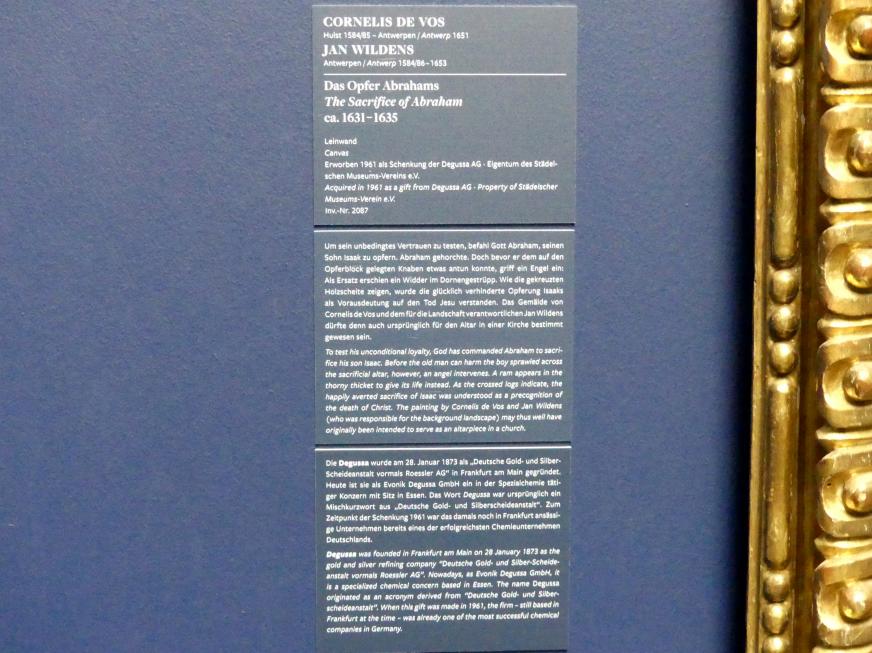 CORNELIS DE VOS
Hulst 1584/85 – Antwerpen / Antwerp 1651
JAN WILDENS
Antwerpen / Antwerp 1584/86–1653
Das Opfer Abrahams
The Sacrifice of Abraham
ca. 1631–1635
Leinwand
Canvas
Erworben 1961 als Schenkung der Degussa AG · Eigentum des Städel-
schen Museums-Vereins e.V.
Acquired in 1961 as a gift from Degussa AG · Property of Städelscher
Museums-Verein e.V.
Inv.-Nr. 2087
Um sein unbedingtes Vertrauen zu testen, befahl Gott Abraham, seinen
Sohn Isaak zu opfern. Abraham gehorchte. Doch bevor er dem auf den
Opferblock gelegten Knaben etwas antun konnte, griff ein Engel ein:
Als Ersatz erschien ein Widder im Dornengestrüpp. Wie die gekreuzten
Holzscheite zeigen, wurde die glücklich verhinderte Opferung Isaaks
als Vorausdeutung auf den Tod Jesu verstanden. Das Gemälde von
Cornelis de Vos und dem für die Landschaft verantwortlichen Jan Wildens
dürfte denn auch ursprünglich für den Altar in einer Kirche bestimmt
gewesen sein.
To test his unconditional loyalty, God has commanded Abraham to sacri-
fice his son Isaac. Before the old man can harm the boy sprawled across
the sacrificial altar, however, an angel intervenes. A ram appears in the
thorny thicket to give its life instead. As the crossed logs indicate, the
happily averted sacrifice of Isaac was understood as a precognition of
the death of Christ. The painting by Cornelis de Vos and Jan Wildens
(who was responsible for the background landscape) may thus well have
originally been intended to serve as an altarpiece in a church.
Die Degussa wurde am 28. Januar 1873 als „Deutsche Gold- und Silber-
Scheideanstalt vormals Roessler AG“ in Frankfurt am Main gegründet.
Heute ist sie als Evonik Degussa GmbH ein in der Spezialchemie täti-
ger Konzern mit Sitz in Essen. Das Wort Degussa war ursprünglich ein
Mischkurzwort aus „Deutsche Gold- und Silberscheideanstalt“. Zum
Zeitpunkt der Schenkung 1961 war das damals noch in Frankfurt ansässi-
ge Unternehmen bereits eines der erfolgreichsten Chemieunternehmen
Deutschlands.
Degussa was founded in Frankfurt am Main on 28 January 1873 as the
gold and silver refining company “Deutsche Gold- und Silber-Scheide-
anstalt vormals Roessler AG”. Nowadays, as Evonik Degussa GmbH, it
is a specialized chemical concern based in Essen. The name Degussa
originated as an acronym derived from “Deutsche Gold- und Silber-
scheideanstalt”. When this gift was made in 1961, the firm – still based in
Frankfurt at the time – was already one of the most successful chemical
companies in Germany.